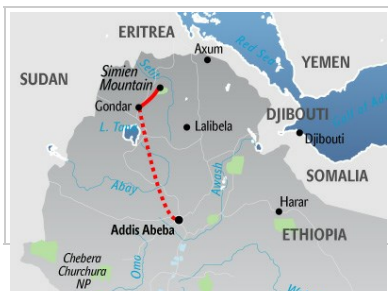 ERITREA
Axum
Red Sea
YEMEN
Simien
Mountain
SUDAN
Gondar
DJIBOUTI
Lalibela
Djibouti
SOMALIA
Abay
Awash
Harar
Addis Abeba
ETHIOPIA
Omo
Chebera
Churchura
NP